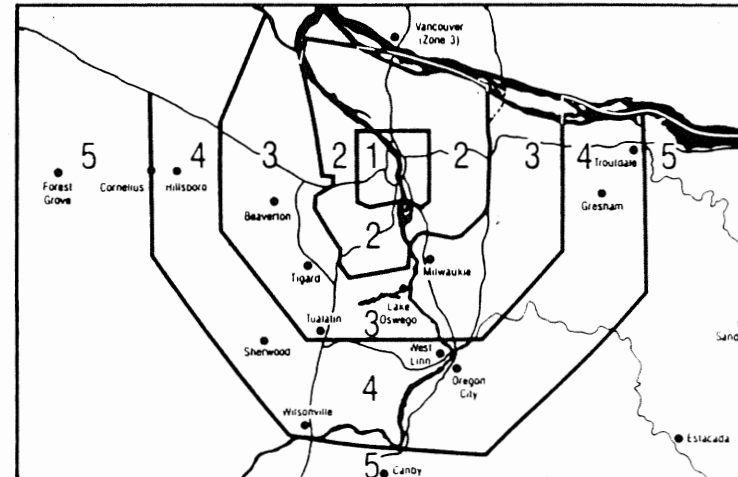 Vancouver
(Zone 3)
5
4
3
2
1
2
3
4
5
Troutdale
Forest
Grove
Cornelius
Hillsboro
Gresham
Beaverton
2
Tigard
Milwaukie
Lake
Oswego
Tualatin
3
Sherwood
West
Linn
Oregon
City
Sand
4
Wilsonville
Estacada
5
Canby